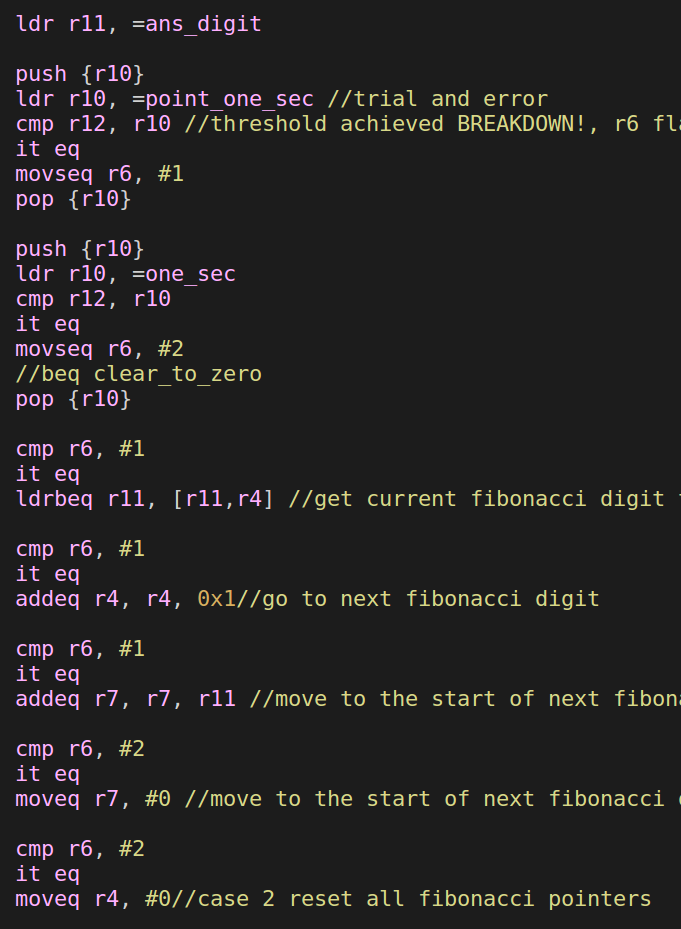 ldr r11, =ans_digit
push {r10}
ldr r10, =point_one_sec //trial and error
cmp r12, r10 //threshold achieved BREAKDOWN!, r6
it eq
movseq r6, #1
pop {r10}
push {r10}
ldr r10, =one_sec
cmp r12, r10
it eq
movseq r6, #2
//beq clear_to_zero
pop {r10}
cmp r6, #1
it eq
ldrbeq r11, [r11,r4] //get current fibonacci digit
cmp r6, #1
it eq
addeq r4, r4, 0x1//go to next fibonacci digit
cmp r6, #1
it eq
addeq r7, r7, r11 //move to the start of next
cmp r6, #2
it eq
moveq r7, #0 //move to the start of next fibonacci
cmp r6, #2
it eq
moveq r4, #0//case 2 reset all fibonacci pointers